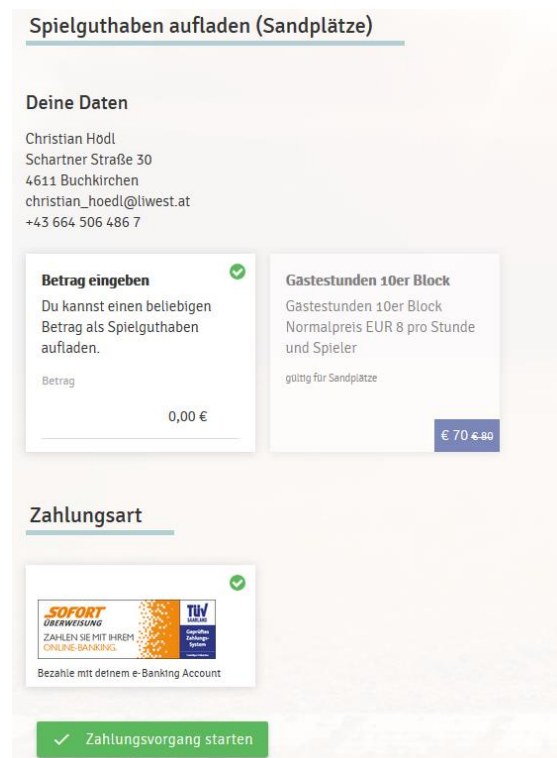 Spielguthaben aufladen (Sandplätze)
Deine Daten
Christian Hödl
Schartner Straße 30
4611 Buchkirchen
christian_hoedl@liwest.at
+43 664 506 486 7
Betrag eingeben
Du kannst einen beliebigen
Betrag als Spielguthaben
aufladen.
Betrag
0,00 €
Gästestunden 10er Block
Gästestunden 10er Block
Normalpreis EUR 8 pro Stunde
und Spieler
gültig für Sandplätze
€ 70 € 80
Zahlungsart
SOFORT
ÜBERWEISUNG
ZAHLEN SIE MIT IHREM
ONLINE-BANKING.
TÜV
SAARLAND
Geprüftes
Zahlungs-
System
Bezahle mit deinem e-Banking Account
Zahlungsvorgang starten